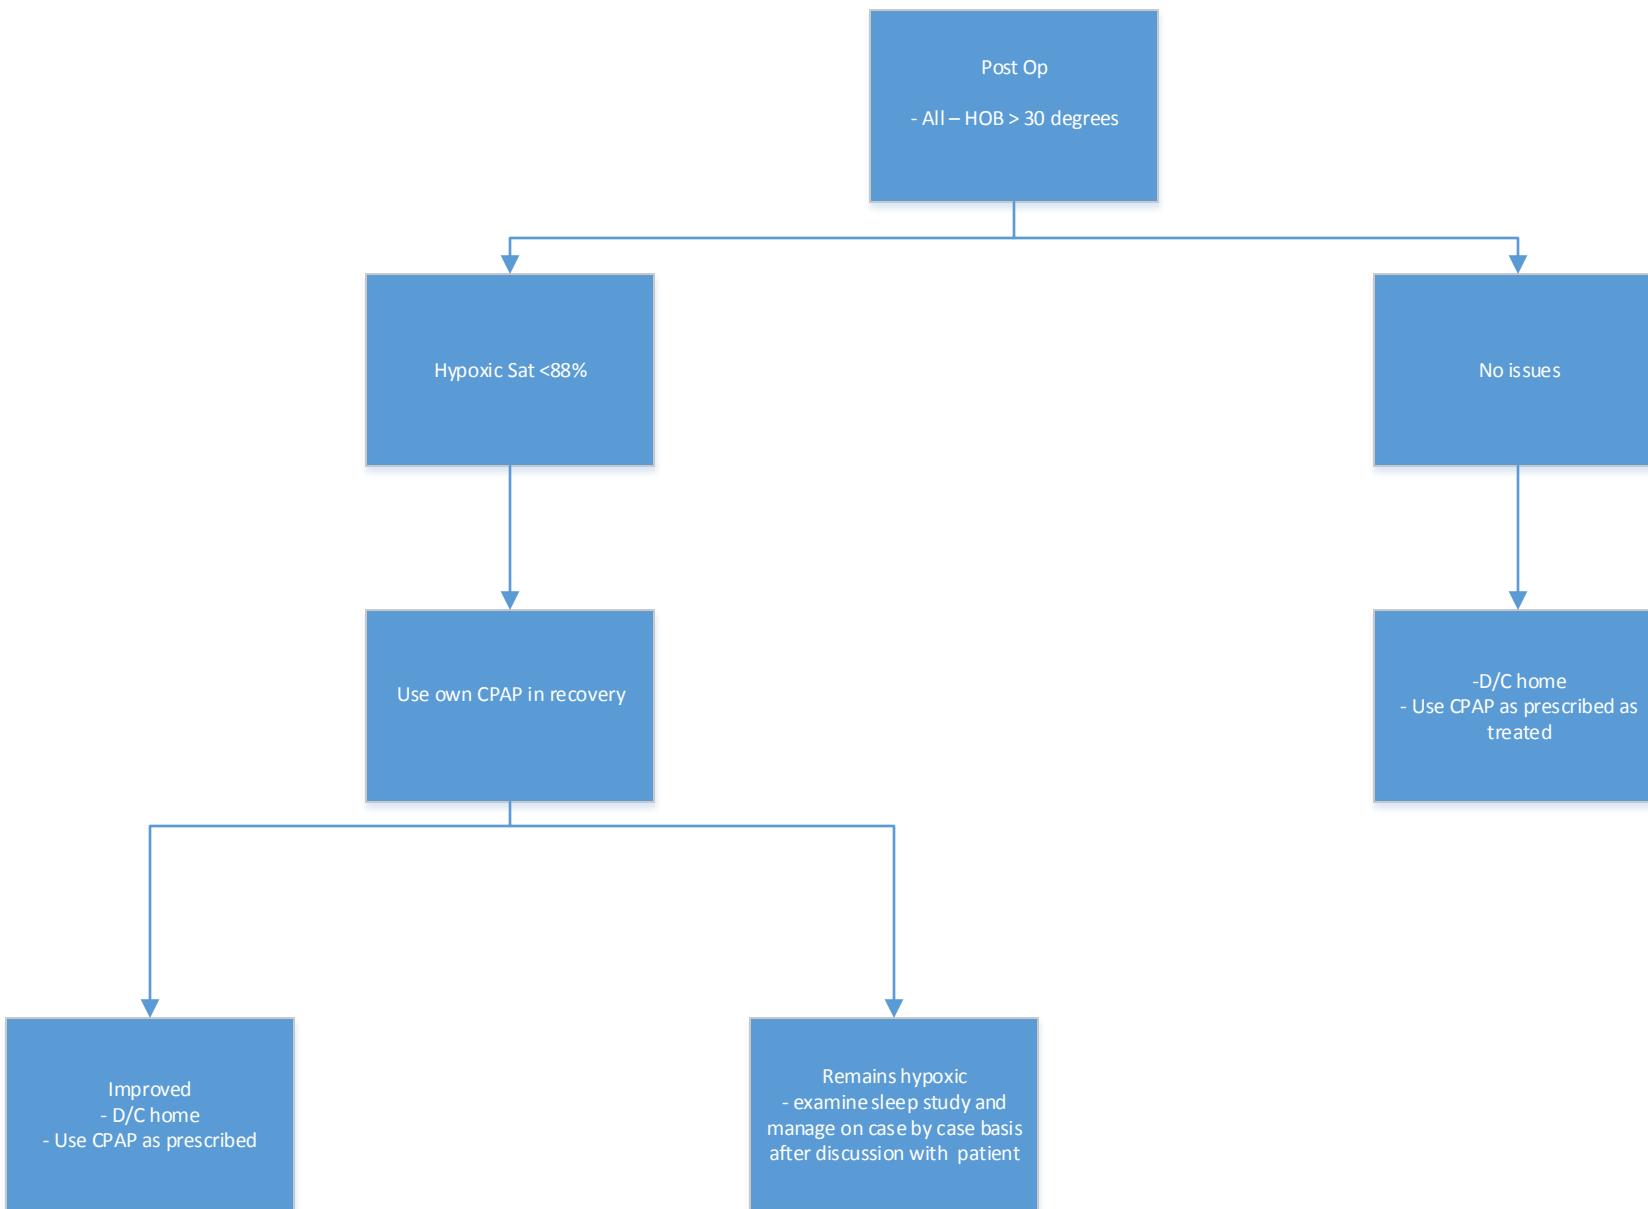 Post Op
- All – HOB > 30 degrees
Hypoxic Sat <88%
No issues
Use own CPAP in recovery
-D/C home
- Use CPAP as prescribed as
treated
Improved
- D/C home
- Use CPAP as prescribed
Remains hypoxic
- examine sleep study and
manage on case by case basis
after discussion with patient